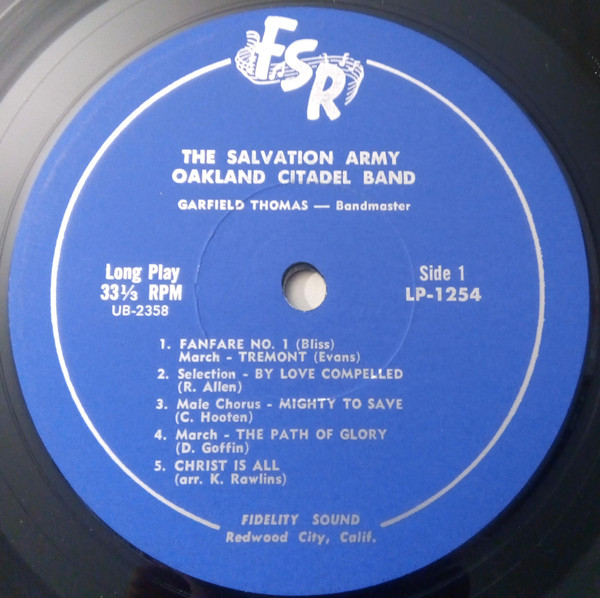 FSR
THE SALVATION ARMY
OAKLAND CITADEL BAND
GARFIELD THOMAS — Bandmaster
Long Play
33⅓ RPM
UB-2358
Side 1
LP-1254
1. FANFARE NO. 1 (Bliss)
March - TREMONT (Evans)
2. Selection - BY LOVE COMPELLED
(R. Allen)
3. Male Chorus - MIGHTY TO SAVE
(C. Hooten)
4. March - THE PATH OF GLORY
(D. Goffin)
5. CHRIST IS ALL
(arr. K. Rawlins)
FIDELITY SOUND
Redwood City, Calif.